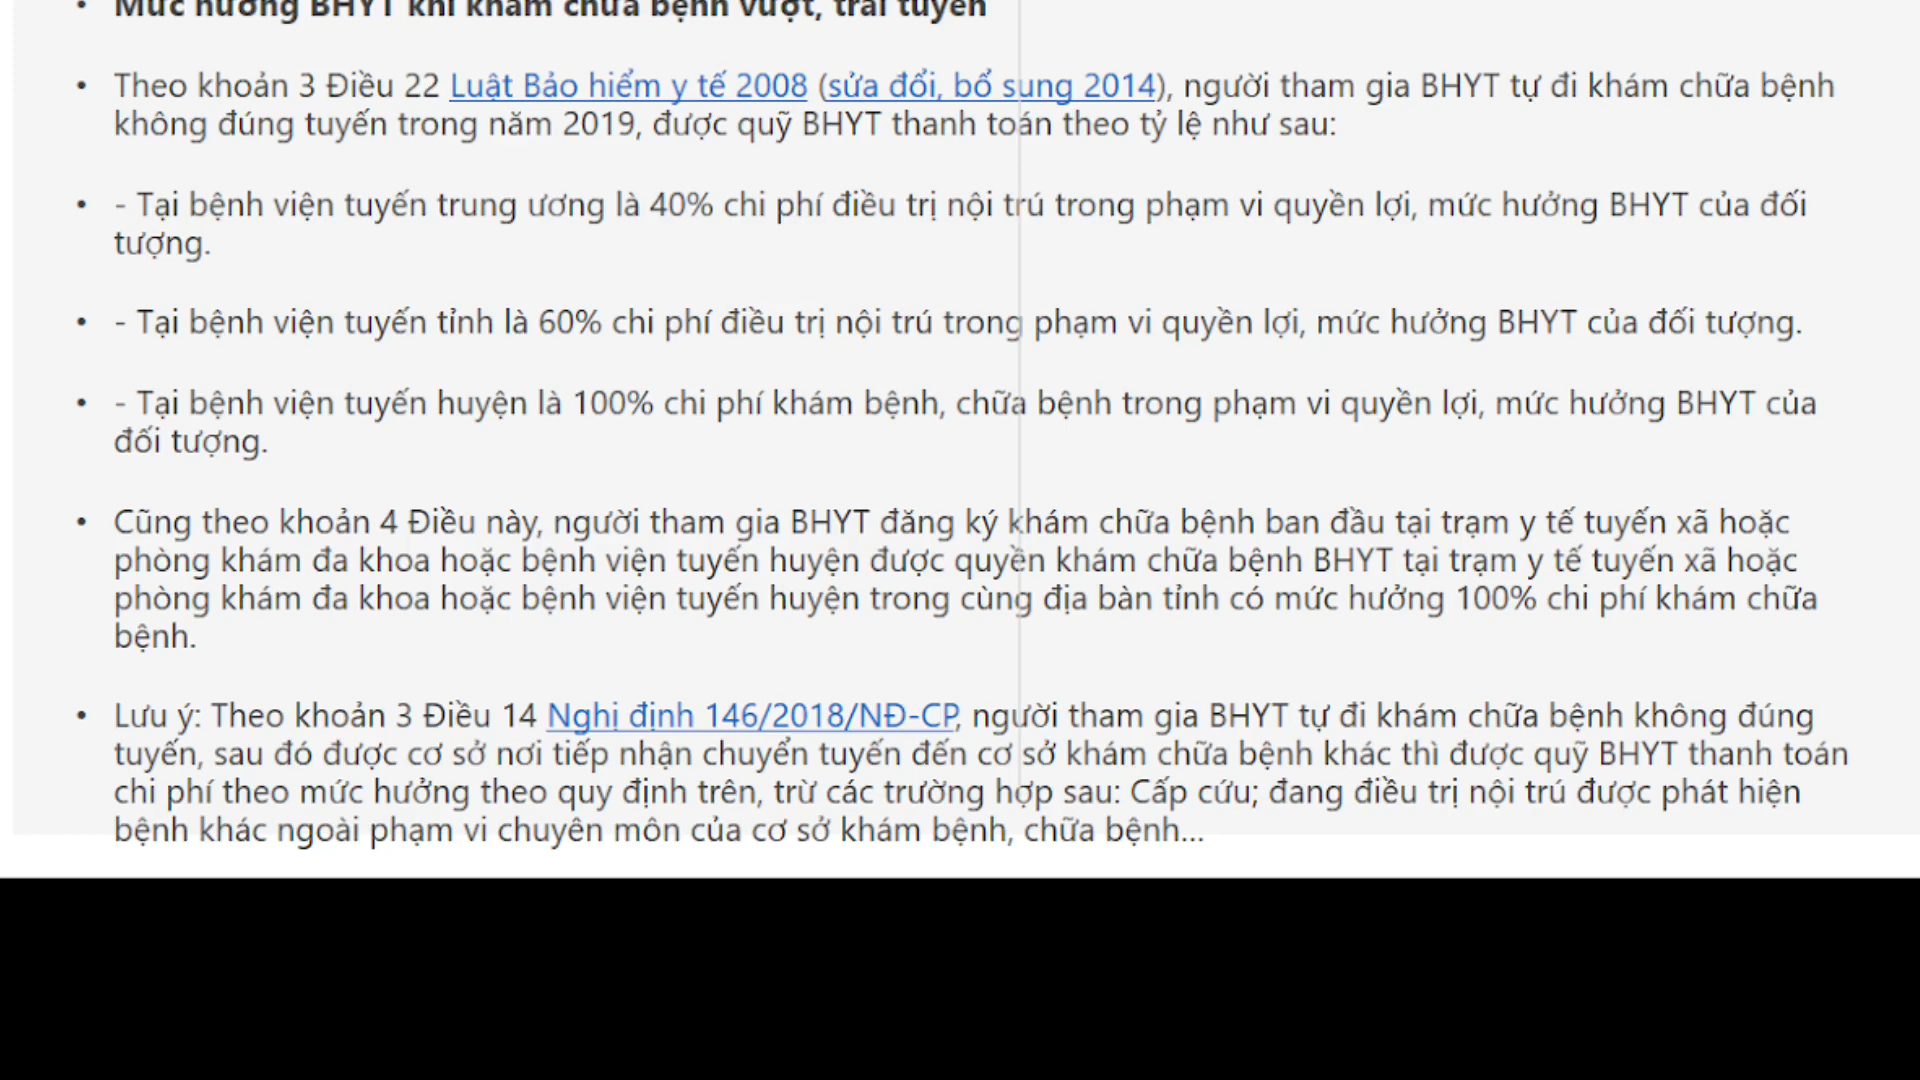 • Mức hưởng BHYT khi khám chữa bệnh vượt, trái tuyến
• Theo khoản 3 Điều 22 Luật Bảo hiểm y tế 2008 (sửa đổi, bổ sung 2014), người tham gia BHYT tự đi khám chữa bệnh
không đúng tuyến trong năm 2019, được quỹ BHYT thanh toán theo tỷ lệ như sau:
• - Tại bệnh viện tuyến trung ương là 40% chi phí điều trị nội trú trong phạm vi quyền lợi, mức hưởng BHYT của đối
tượng.
• - Tại bệnh viện tuyến tỉnh là 60% chi phí điều trị nội trú trong phạm vi quyền lợi, mức hưởng BHYT của đối tượng.
• - Tại bệnh viện tuyến huyện là 100% chi phí khám bệnh, chữa bệnh trong phạm vi quyền lợi, mức hưởng BHYT của
đối tượng.
• Cũng theo khoản 4 Điều này, người tham gia BHYT đăng ký khám chữa bệnh ban đầu tại trạm y tế tuyến xã hoặc
phòng khám đa khoa hoặc bệnh viện tuyến huyện được quyền khám chữa bệnh BHYT tại trạm y tế tuyến xã hoặc
phòng khám đa khoa hoặc bệnh viện tuyến huyện trong cùng địa bàn tỉnh có mức hưởng 100% chi phí khám chữa
bệnh.
• Lưu ý: Theo khoản 3 Điều 14 Nghị định 146/2018/NĐ-CP, người tham gia BHYT tự đi khám chữa bệnh không đúng
tuyến, sau đó được cơ sở nơi tiếp nhận chuyển tuyến đến cơ sở khám chữa bệnh khác thì được quỹ BHYT thanh toán
chi phí theo mức hưởng theo quy định trên, trừ các trường hợp sau: Cấp cứu; đang điều trị nội trú được phát hiện
bệnh khác ngoài phạm vi chuyên môn của cơ sở khám bệnh, chữa bệnh...